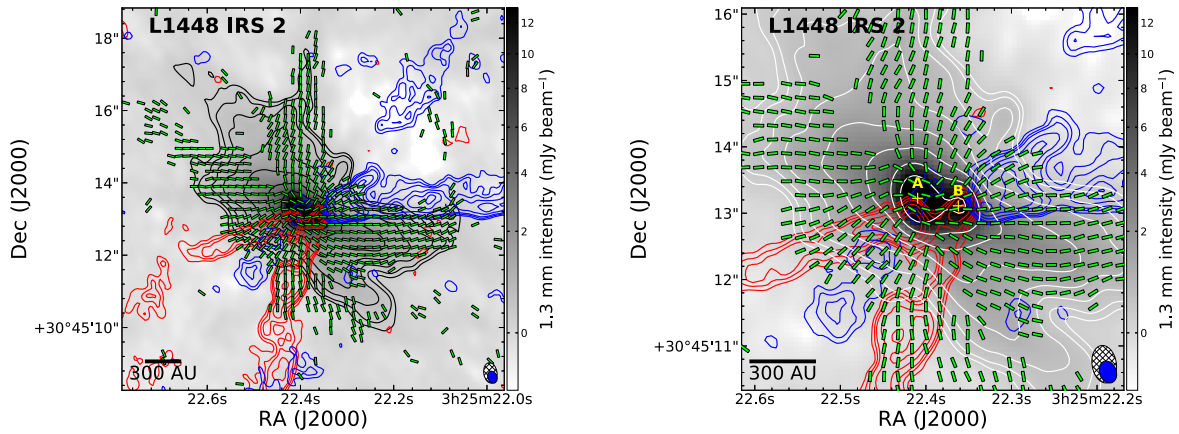 L1448 IRS 2
18"
16"
14"
12"
+30°45'10"
Dec (J2000)
300 AU
22.6s
22.4s
22.2s
3h25m22.0s
RA (J2000)
12
10
8
6
4
2
0
1.3 mm intensity (mJy beam⁻¹)
L1448 IRS 2
16"
15"
14"
13"
12"
+30°45'11"
Dec (J2000)
A
B
300 AU
22.6s
22.5s
22.4s
22.3s
3h25m22.2s
RA (J2000)
12
10
8
6
4
2
0
1.3 mm intensity (mJy beam⁻¹)